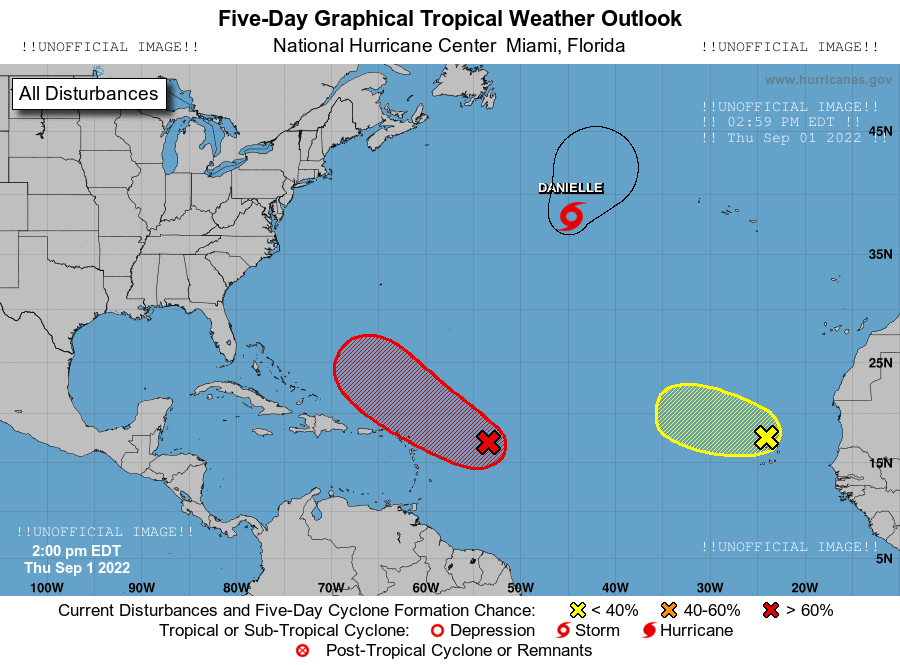 Five-Day Graphical Tropical Weather Outlook
!!UNOFFICIAL IMAGE!! National Hurricane Center Miami, Florida !!UNOFFICIAL IMAGE!!
www.hurricanes.gov
All Disturbances
!!UNOFFICIAL IMAGE!!
!! 02:59 PM EDT !!
!! Thu Sep 01 2022 !!
45N
DANIELLE
35N
25N
15N
!!UNOFFICIAL IMAGE!!
!!UNOFFICIAL IMAGE!!
2:00 pm EDT
Thu Sep 1 2022
5N
100W 90W 80W 70W 60W 50W 40W 30W 20W
Current Disturbances and Five-Day Cyclone Formation Chance: < 40% 40-60% > 60%
Tropical or Sub-Tropical Cyclone: Depression Storm Hurricane
Post-Tropical Cyclone or Remnants